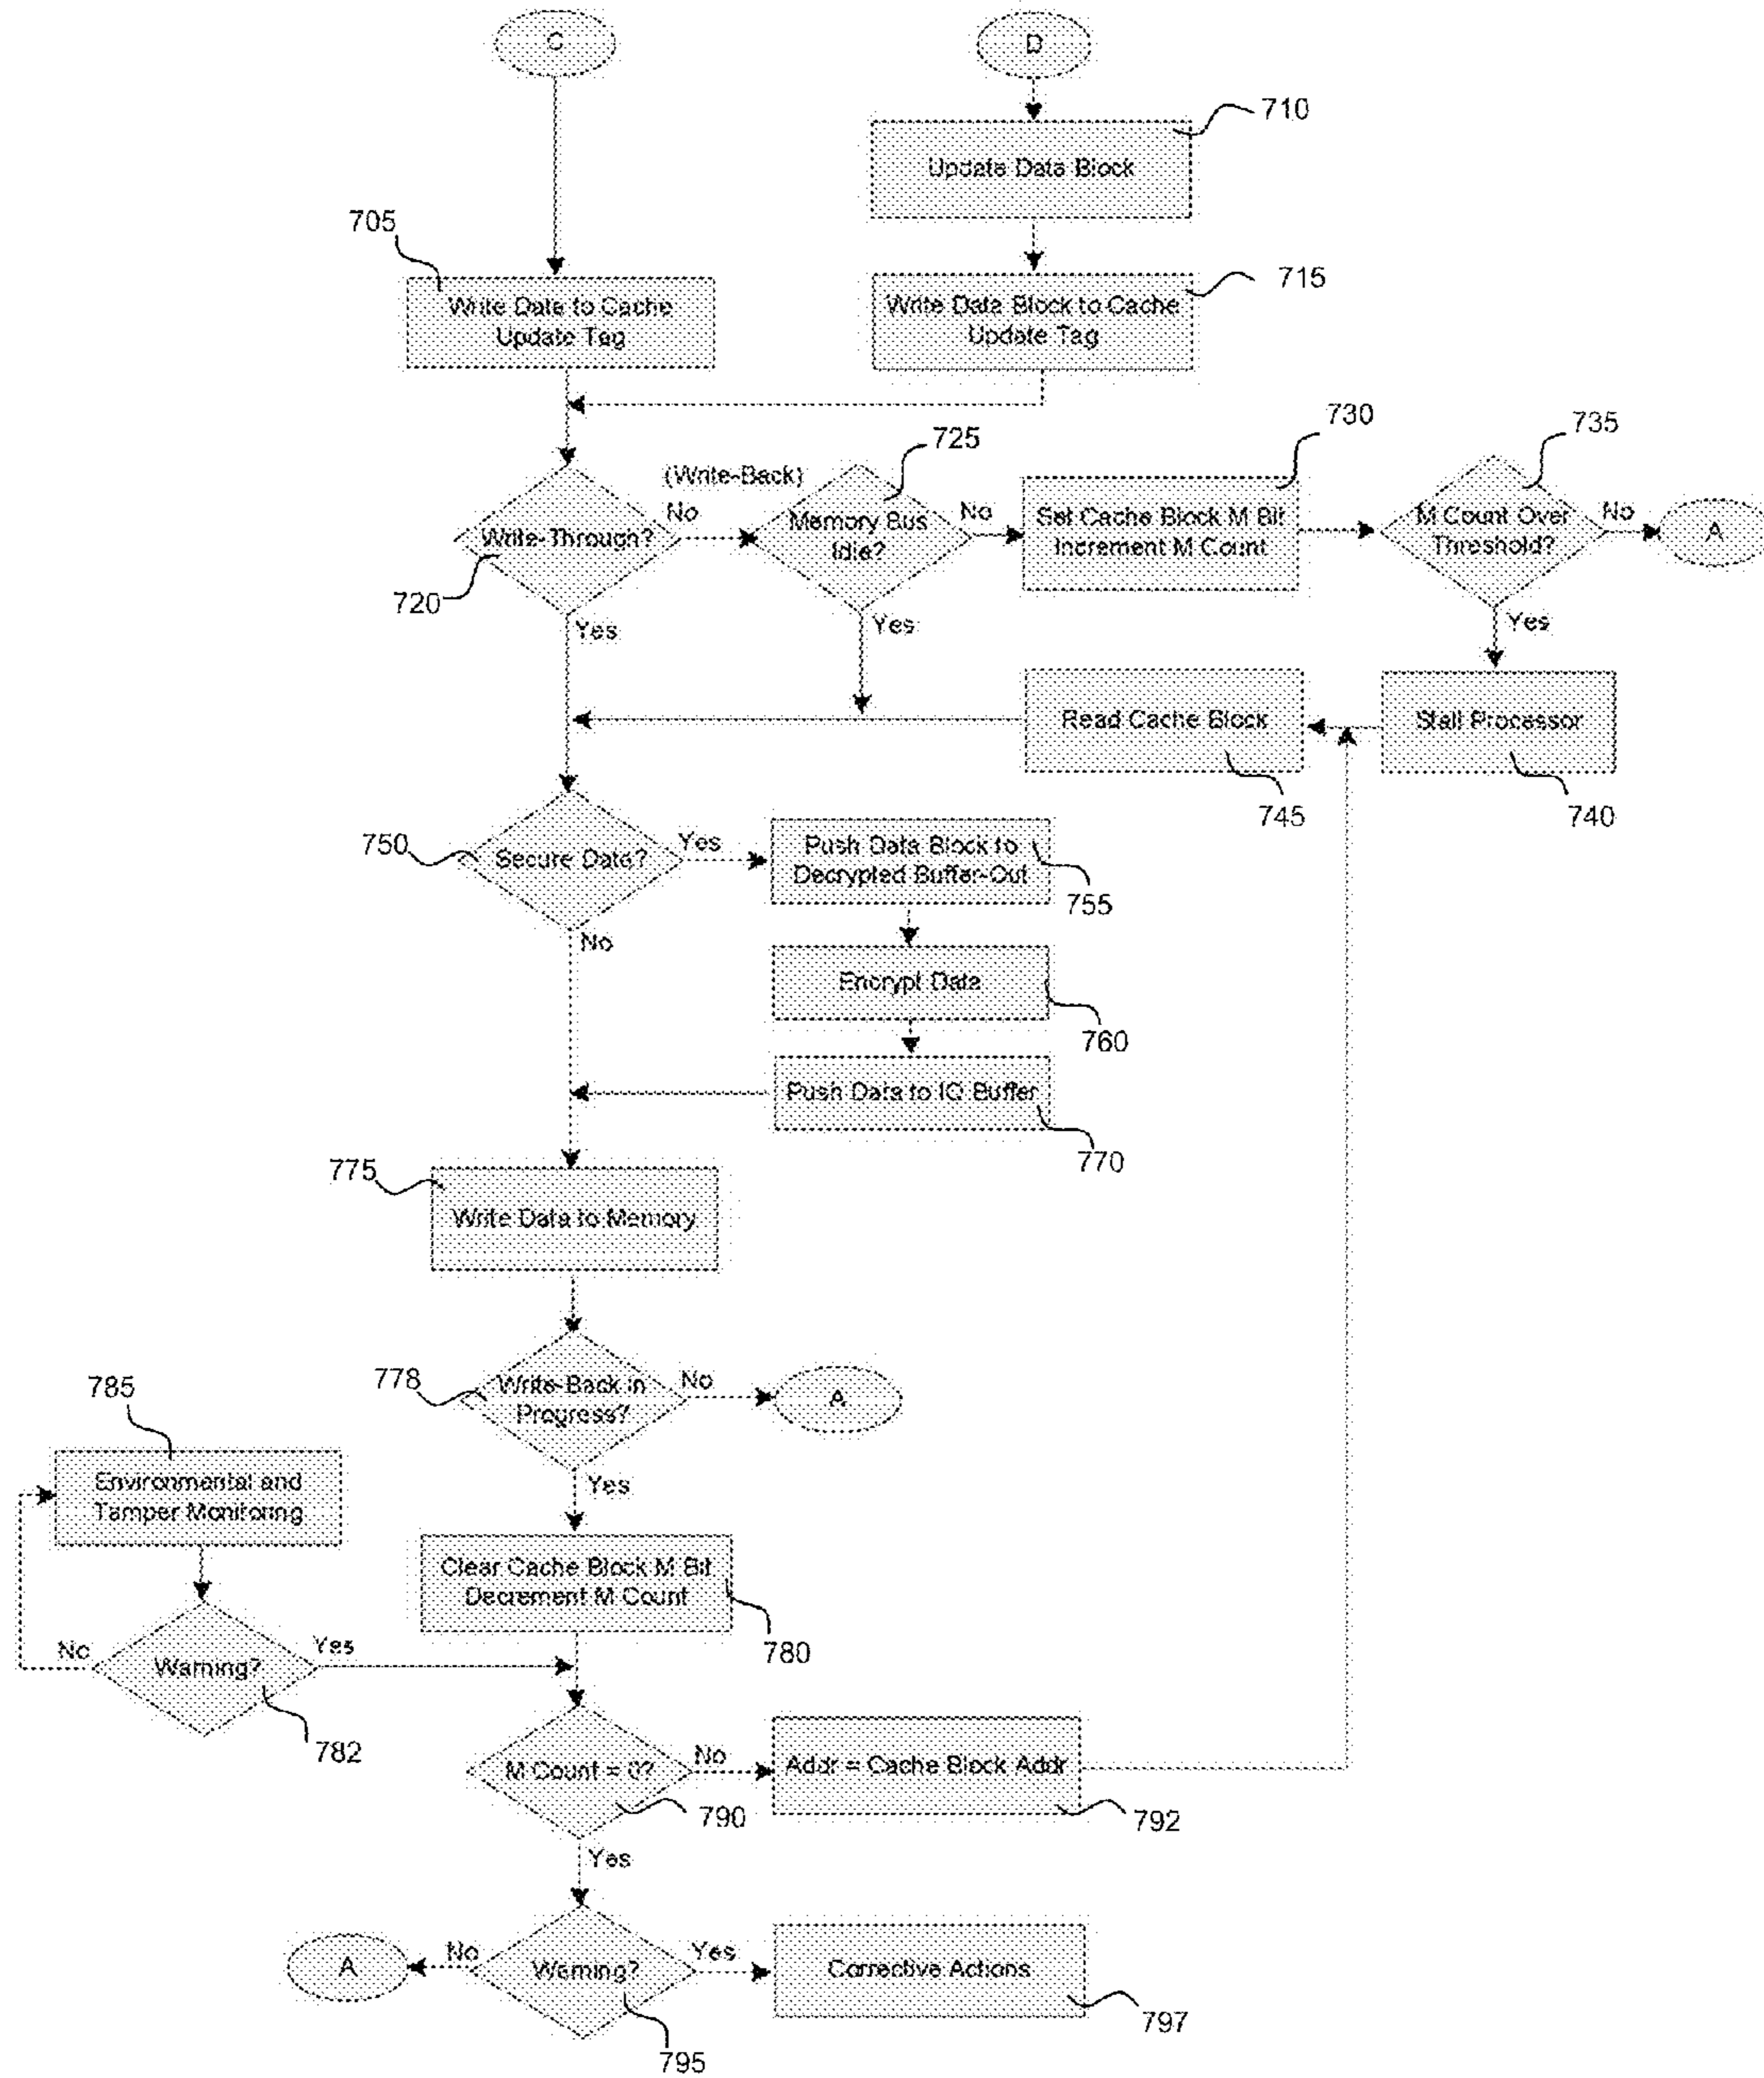 C
D
710
Update Data Block
705
715
Write Data to Cache
Update Tag
Write Data Block to Cache
Update Tag
730
735
725
(Write-Back)
No
Write-Through?
Memory Bus
Idle?
No
Set Cache Block M Bit
Increment M Count
M Count Over
Threshold?
No
A
720
Yes
Yes
Yes
Read Cache Block
Stall Processor
745
740
750
Secure Data?
Yes
Push Data Block to
Decrypted Buffer-Out
755
No
Encrypt Data
760
Push Data to IO Buffer
770
775
Write Data to Memory
778
Write-Back in
Progress?
No
A
785
Environmental and
Tamper Monitoring
Yes
Clear Cache Block M Bit
Decrement M Count
780
No
Warning?
Yes
782
M Count = 0?
No
Addr = Cache Block Addr
790
792
Yes
A
No
Warning?
Yes
Corrective Actions
795
797